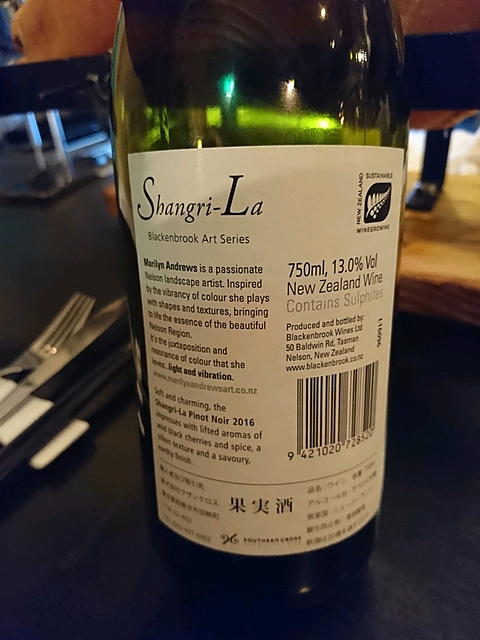 Shangri-La
Blackenbrook Art Series
SUSTAINABLE
NEW ZEALAND
WINEGROWING
Marilyn Andrews is a passionate
Nelson landscape artist. Inspired
by the vibrancy of colour she plays
with shapes and textures, bringing
to life the essence of the beautiful
Nelson Region.
It's the juxtaposition and
resonance of colour that she
loves...light and vibration.
www.marilynandrewsart.co.nz
Soft and charming, the
Shangri-La Pinot Noir 2016
impresses with lifted aromas of
wild black cherries and spice, a
silken texture and a savoury,
earthy finish.
750ml, 13.0% Vol
New Zealand Wine
Contains Sulphites
Produced and bottled by:
Blackenbrook Wines Ltd
50 Baldwin Rd, Tasman
Nelson, New Zealand
www.blackenbrook.co.nz
9 421020 728520
果実酒
SOUTHERN CROSS